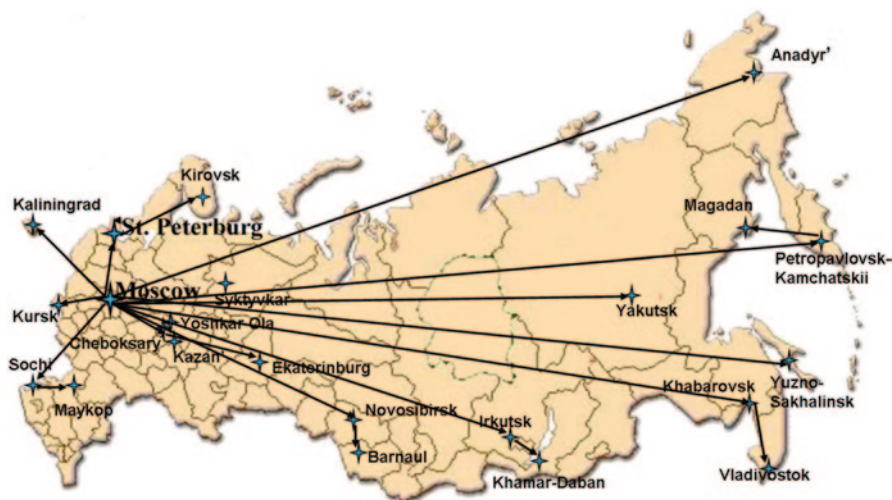 Anadyr’
Kirovsk
Kaliningrad
Magadan
St. Peterburg
Petropavlovsk–
Kamchatskii
Moscow
Syktyvkar
Yakutsk
Kursk
Yoshkar Ola
Cheboksary
Kazan’
Sochi
Ekaterinburg
Khabarovsk
Yuzno-
Sakhalinsk
Maykop
Novosibirsk
Irkutsk
Barnaul
Khamar-Daban
Vladivostok